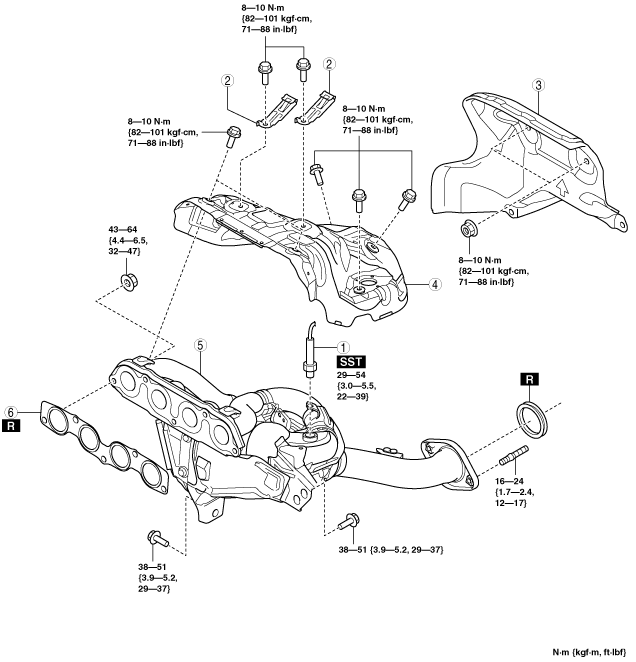 8—10 N·m
{82—101 kgf·cm,
71—88 in·lbf}
2
2
3
8—10 N·m
{82—101 kgf·cm,
71—88 in·lbf}
8—10 N·m
{82—101 kgf·cm,
71—88 in·lbf}
43—64
{4.4—6.5,
32—47}
8—10 N·m
{82—101 kgf·cm,
71—88 in·lbf}
4
5
1
SST
29—54
{3.0—5.5,
22—39}
R
6
R
16—24
{1.7—2.4,
12—17}
38—51 {3.9—5.2, 29—37}
38—51
{3.9—5.2,
29—37}
N·m {kgf·m, ft·lbf}